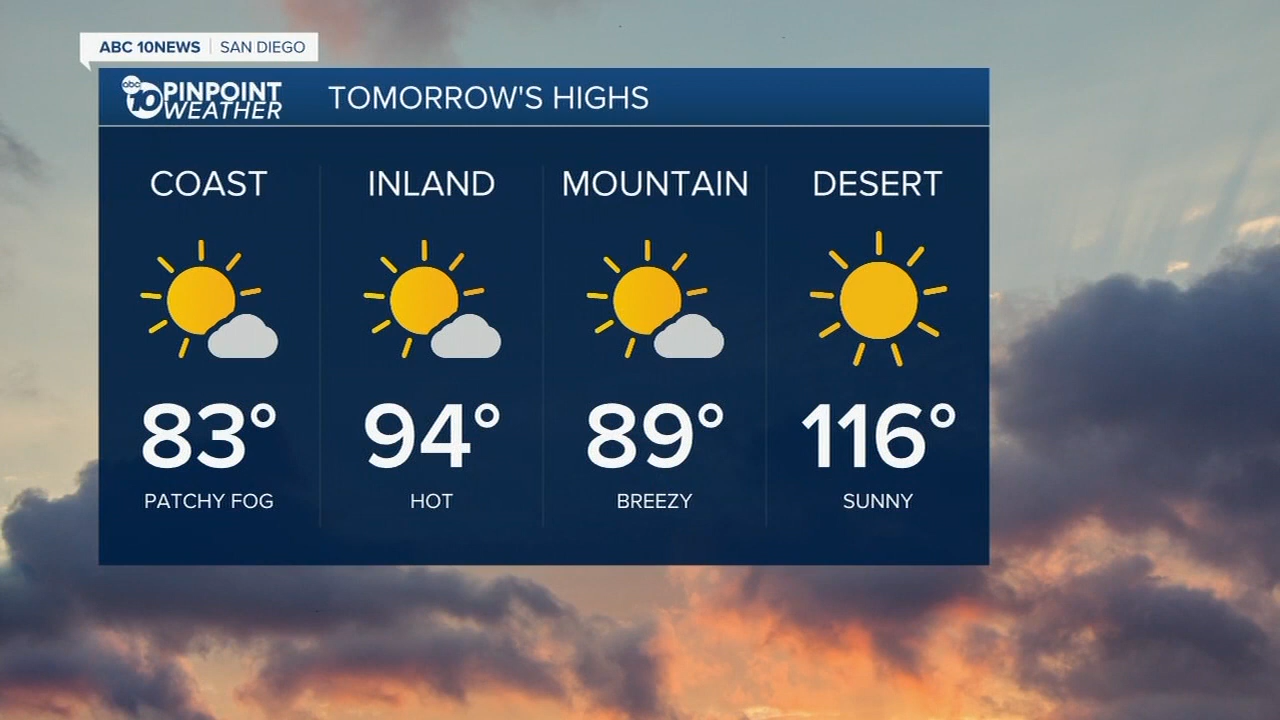 ABC 10NEWS | SAN DIEGO
abc 10 PINPOINT WEATHER
TOMORROW'S HIGHS
COAST
83°
PATCHY FOG
INLAND
94°
HOT
MOUNTAIN
89°
BREEZY
DESERT
116°
SUNNY